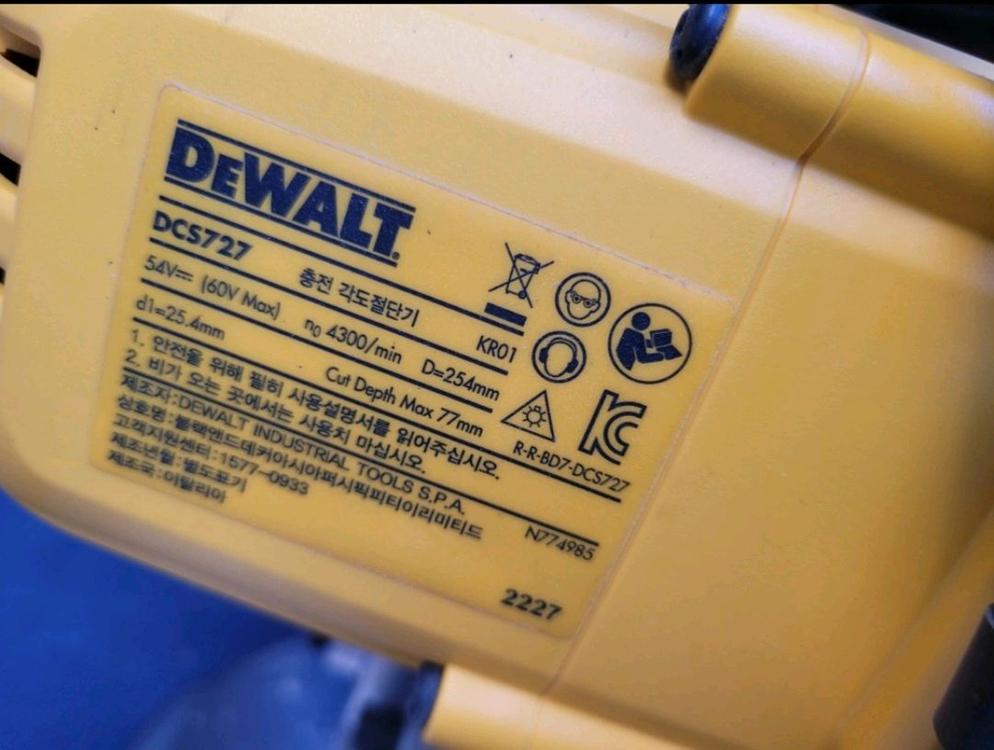 DEWALT
DCS727 충전 각도절단기 KR01
54V (60V Max) n0 4300/min D=254mm
d1=25.4mm Cut Depth Max 77mm
1. 안전을 위해 필히 사용설명서를 읽어주십시오.
2. 비가 오는 곳에서는 사용치 마십시오.
R-R-BD7-DCS727
제조자:DEWALT INDUSTRIAL TOOLS S.P.A.
상호명:블랙앤드데커아시아퍼시픽피티이리미티드
고객지원센터:1577-0933
제조년월:별도표기
제조국:이탈리아
N774985
2227